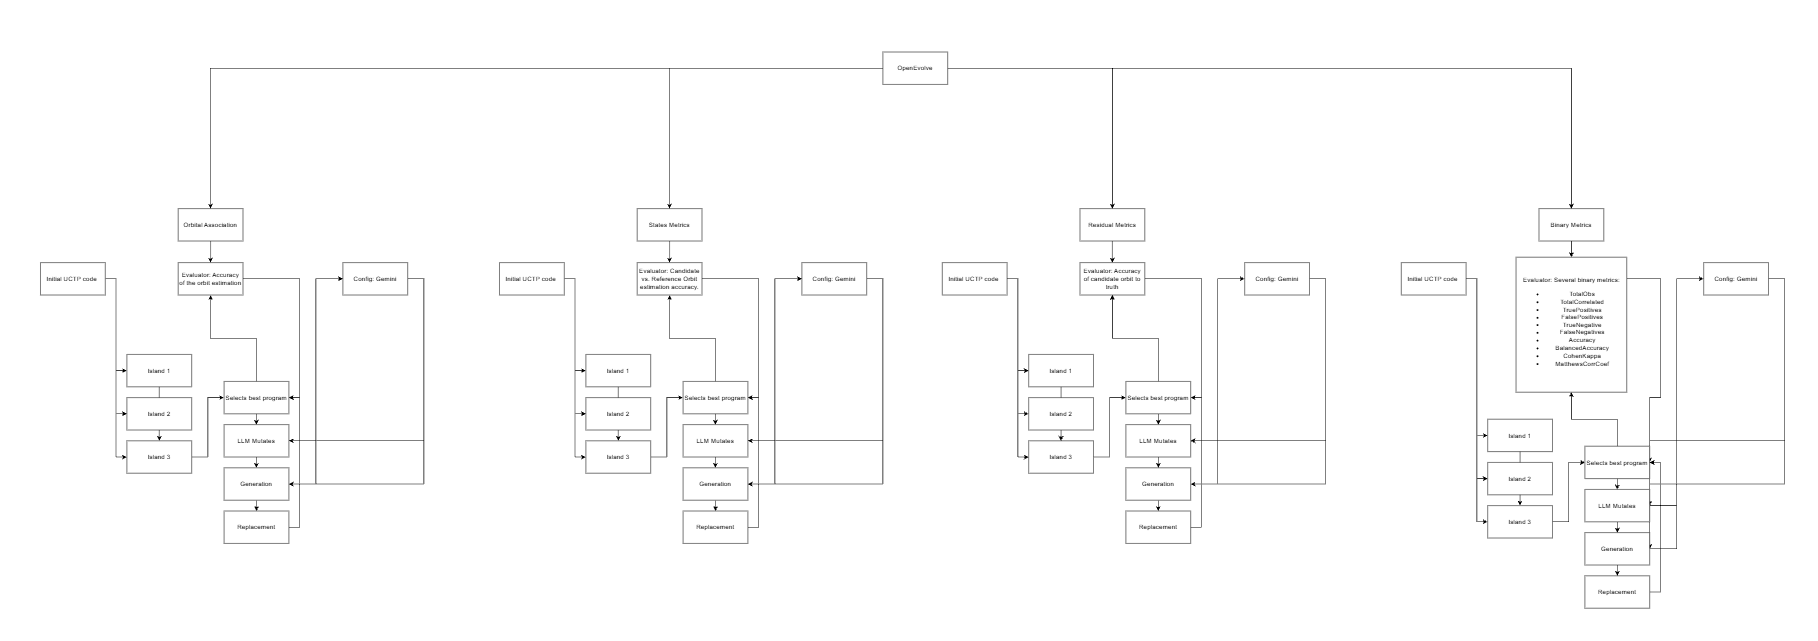 OpenEvolve
Orbital Association
Initial UCTP code
Evaluator: Accuracy
of the orbit estimation
Config: Gemini
Island 1
Island 2
Island 3
Selects best program
LLM Mutates
Generation
Replacement
States Metrics
Initial UCTP code
Evaluator: Candidate
vs. Reference Orbit
estimation accuracy.
Config: Gemini
Island 1
Island 2
Island 3
Selects best program
LLM Mutates
Generation
Replacement
Residual Metrics
Initial UCTP code
Evaluator: Accuracy
of candidate orbit to
truth
Config: Gemini
Island 1
Island 2
Island 3
Selects best program
LLM Mutates
Generation
Replacement
Binary Metrics
Initial UCTP code
Evaluator: Several binary metrics:
• TotalObs
• TotalCorrelated
• TruePositives
• FalsePositives
• TrueNegative
• FalseNegatives
• Accuracy
• BalancedAccuracy
• CohenKappa
• MatthewsCorrCoef
Config: Gemini
Island 1
Island 2
Island 3
Selects best program
LLM Mutates
Generation
Replacement